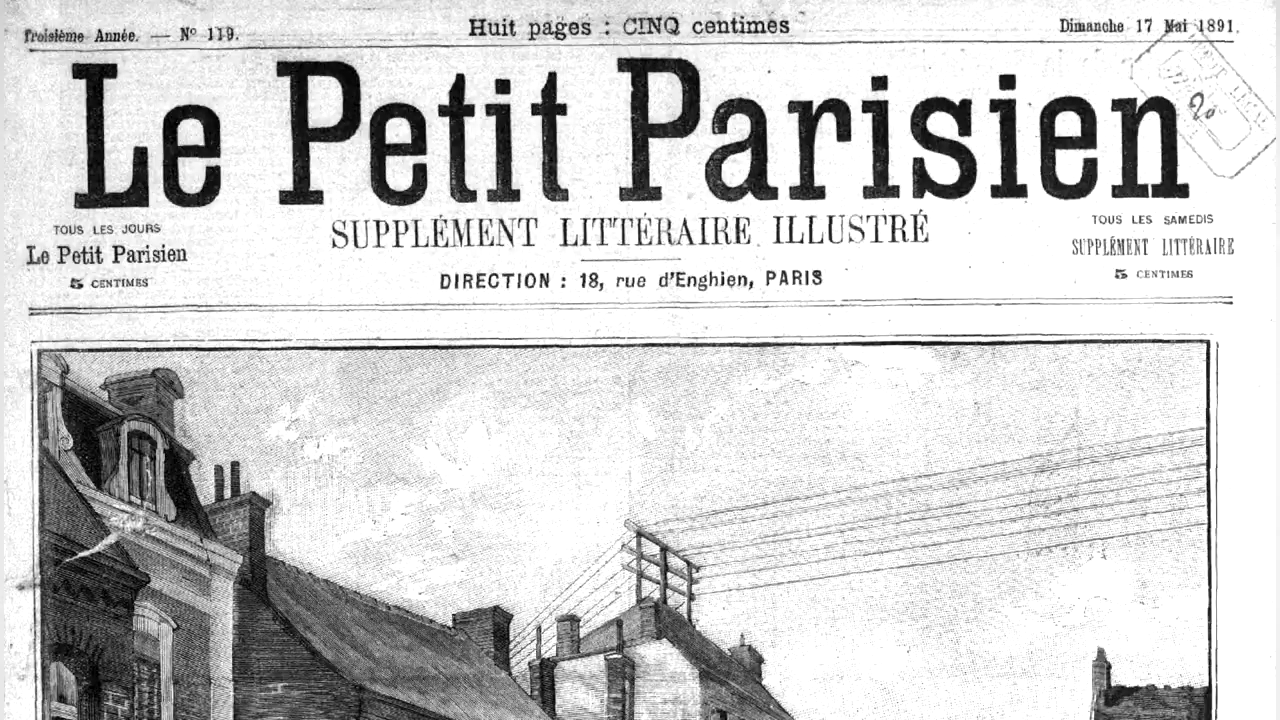 Troisième Année. — Nº 119.
Huit pages : CINQ centimes
Dimanche 17 Mai 1891.
Le Petit Parisien
TOUS LES JOURS
Le Petit Parisien
5 CENTIMES
SUPPLÉMENT LITTÉRAIRE ILLUSTRÉ
DIRECTION : 18, rue d'Enghien, PARIS
TOUS LES SAMEDIS
SUPPLÉMENT LITTÉRAIRE
5 CENTIMES